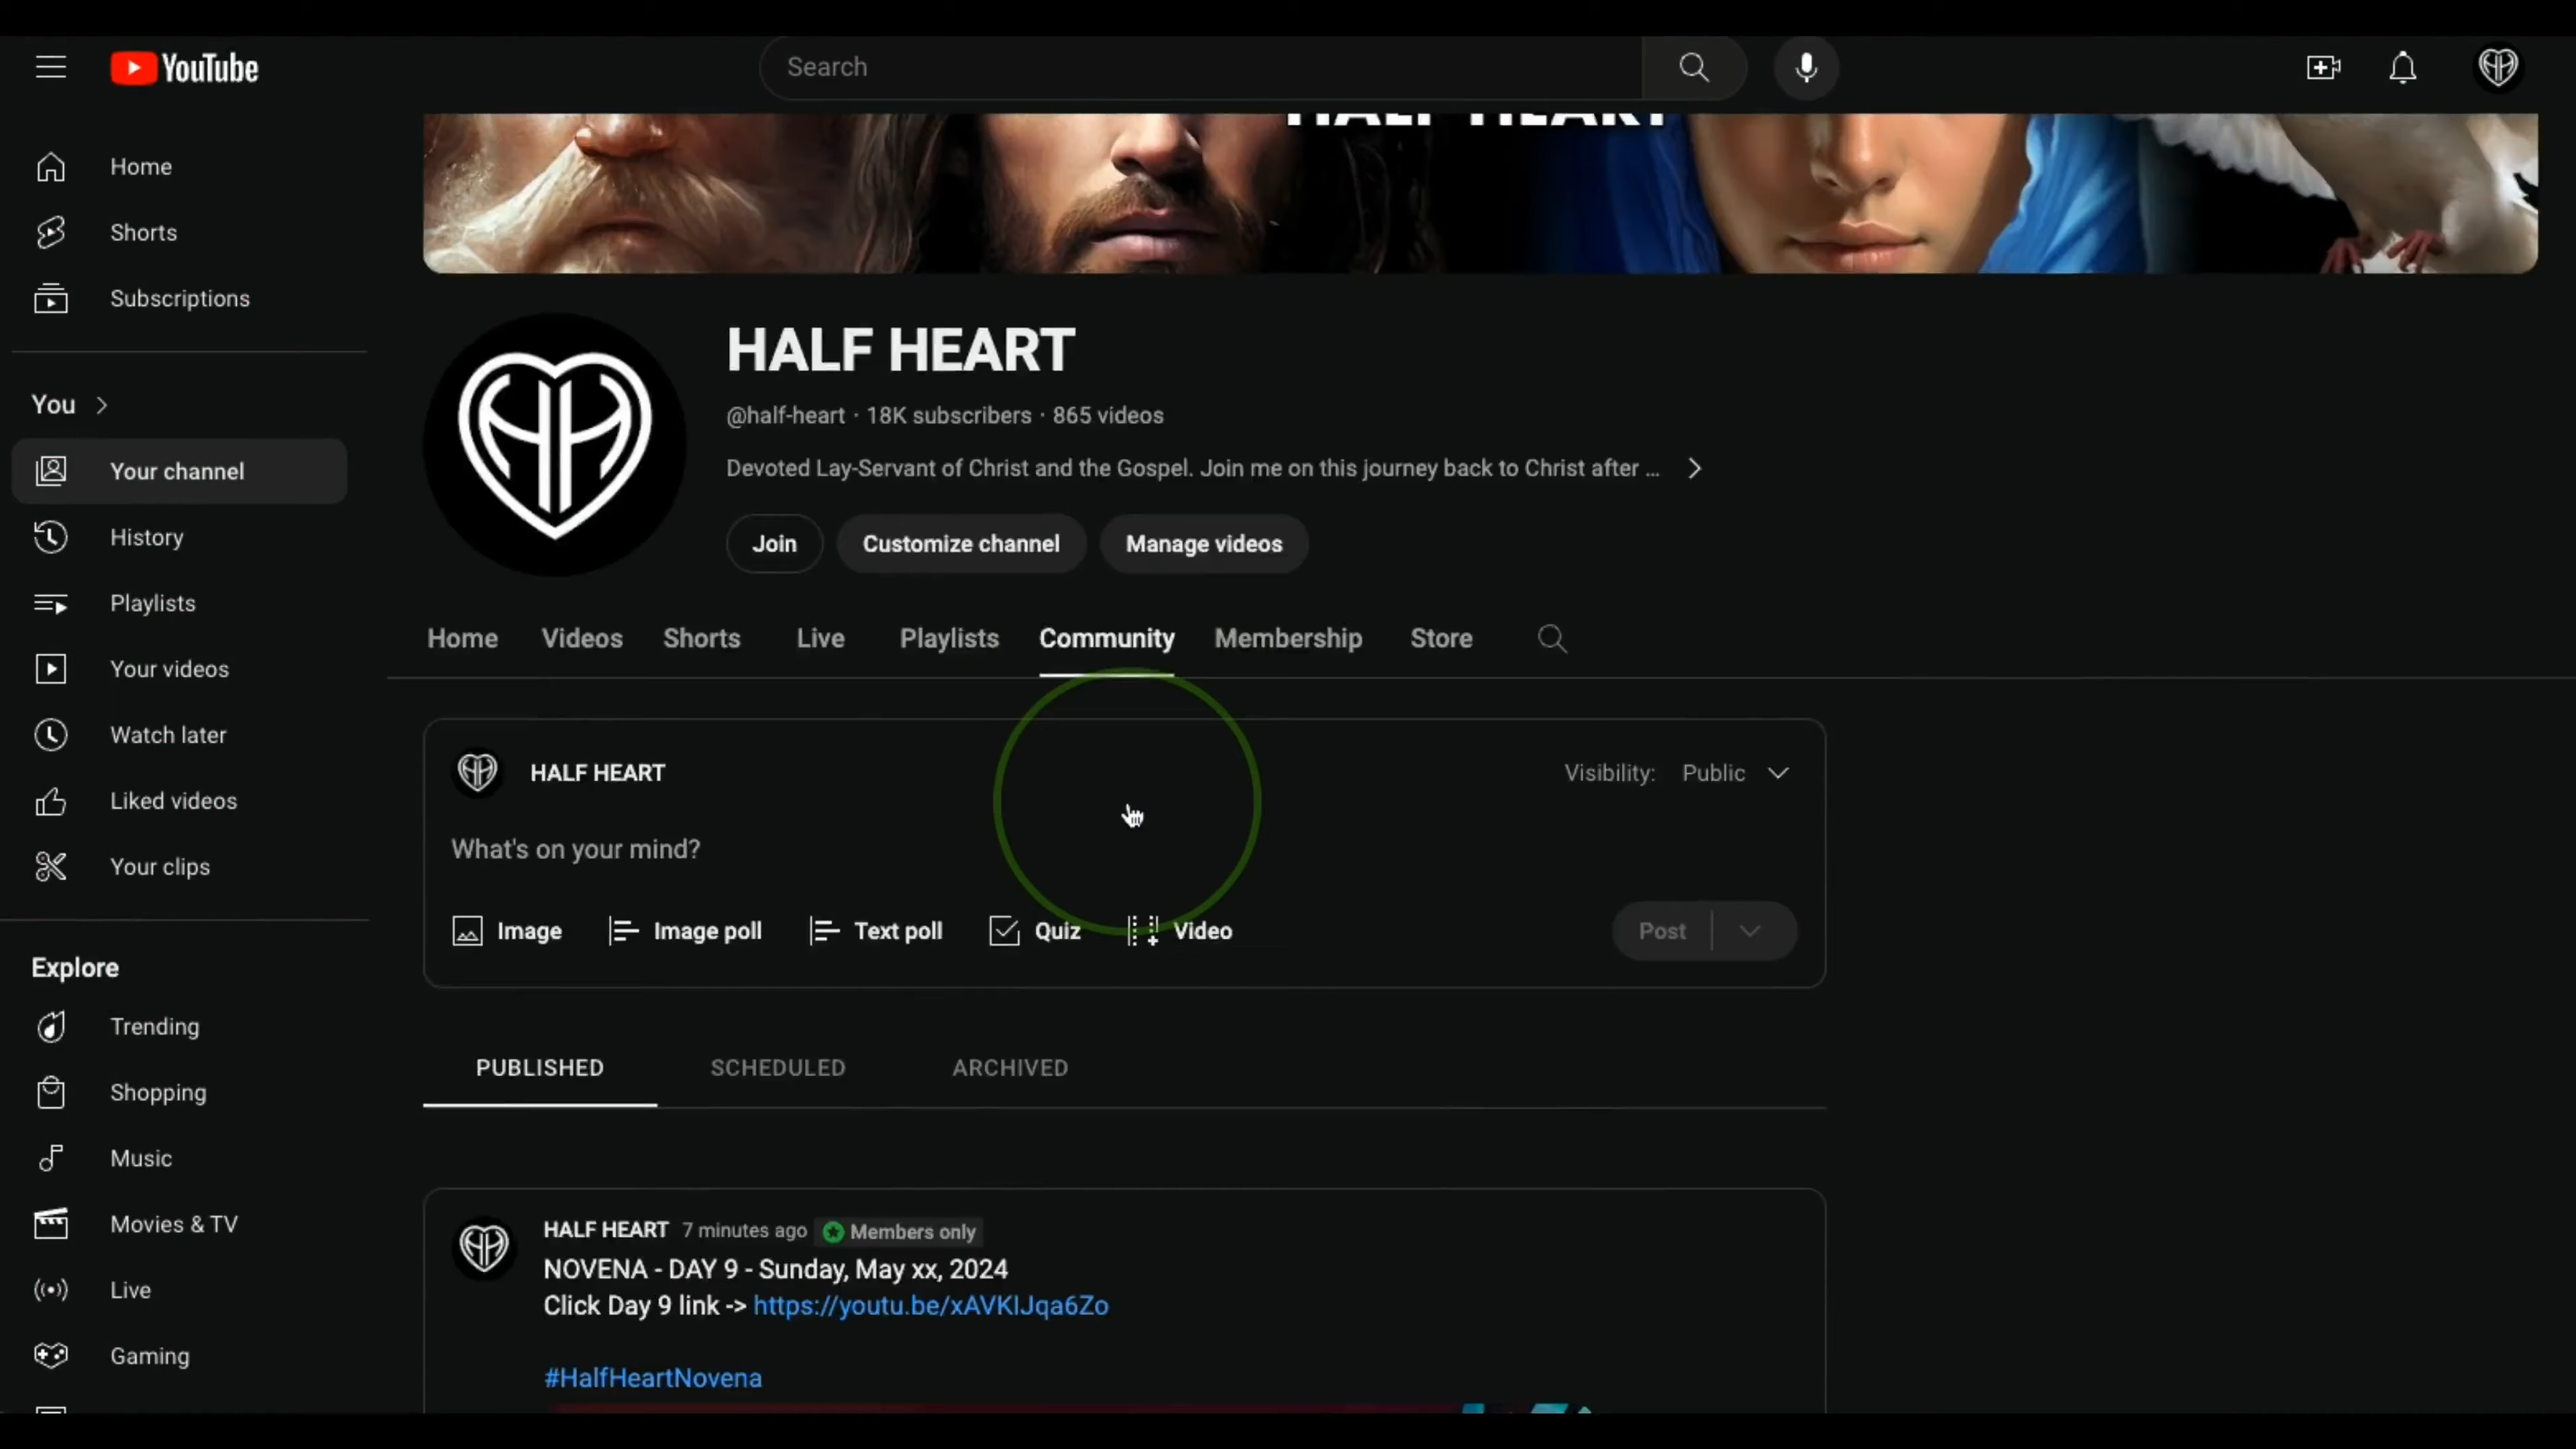 YouTube
Search
Home
Shorts
Subscriptions
You
Your channel
History
Playlists
Your videos
Watch later
Liked videos
Your clips
Explore
Trending
Shopping
Music
Movies & TV
Live
Gaming
HALF HEART
HALF HEART
@half-heart · 18K subscribers · 865 videos
Devoted Lay-Servant of Christ and the Gospel. Join me on this journey back to Christ after ...
Join Customize channel Manage videos
Home Videos Shorts Live Playlists Community Membership Store
HALF HEART
Visibility: Public
What's on your mind?
Image Image poll Text poll Quiz Video Post
PUBLISHED SCHEDULED ARCHIVED
HALF HEART 7 minutes ago Members only
NOVENA - DAY 9 - Sunday, May xx, 2024
Click Day 9 link -> https://youtu.be/xAVKIJqa6Zo
#HalfHeartNovena